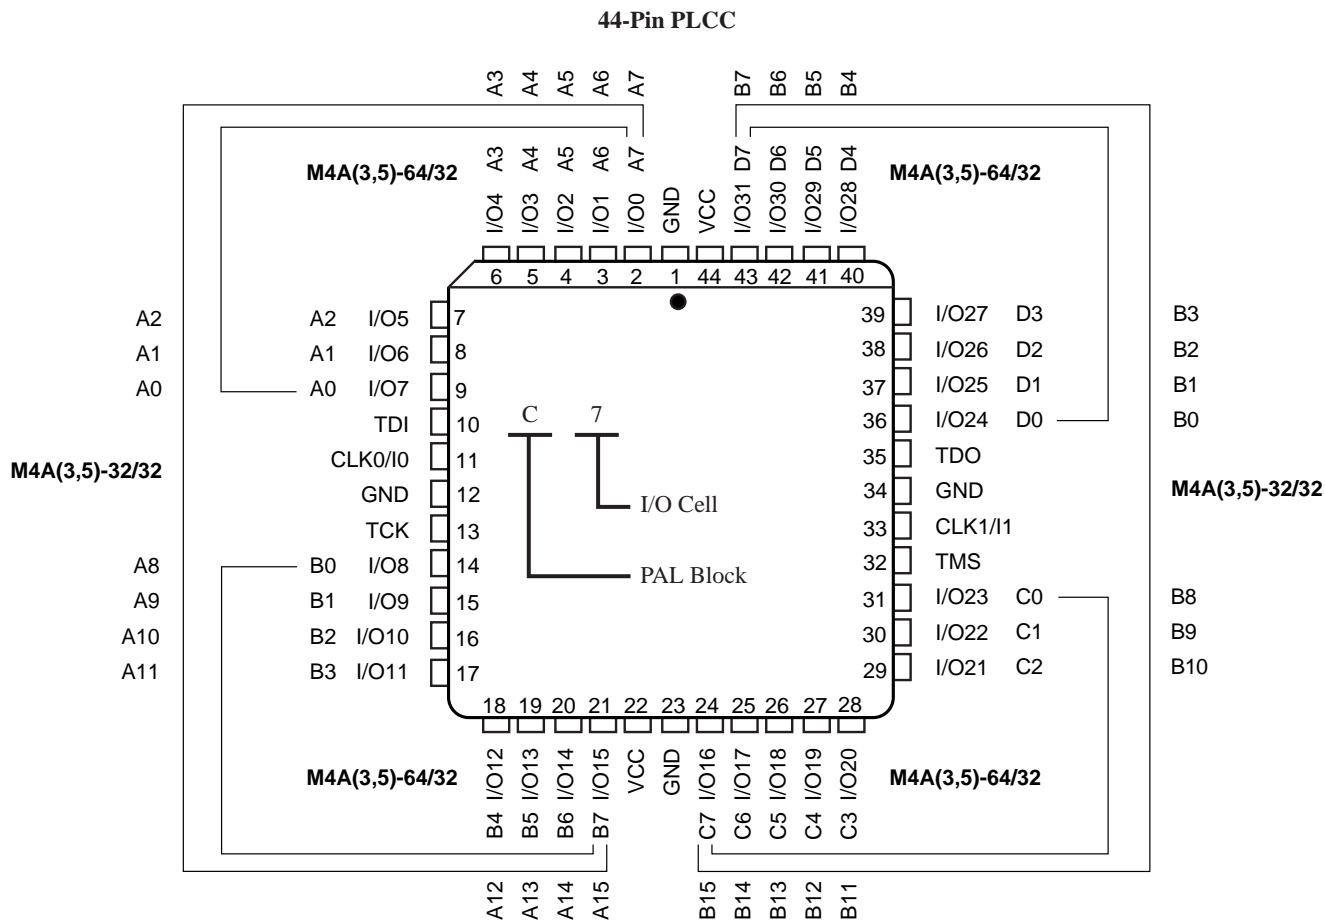 44-Pin PLCC
A3 A4 A5 A6 A7 B7 B6 B5 B4
M4A(3,5)-64/32 A3 A4 A5 A6 A7 D7 D6 D5 D4 M4A(3,5)-64/32
I/O4 I/O3 I/O2 I/O1 I/O0 GND VCC I/O31 I/O30 I/O29 I/O28
6 5 4 3 2 1 44 43 42 41 40
A2 A2 I/O5 7 39 I/O27 D3 B3
A1 A1 I/O6 8 38 I/O26 D2 B2
A0 A0 I/O7 9 37 I/O25 D1 B1
TDI 10 C 7 36 I/O24 D0 B0
M4A(3,5)-32/32 CLK0/I0 11 35 TDO
GND 12 I/O Cell 34 GND M4A(3,5)-32/32
TCK 13 33 CLK1/I1
A8 B0 I/O8 14 PAL Block 32 TMS
A9 B1 I/O9 15 31 I/O23 C0 B8
A10 B2 I/O10 16 30 I/O22 C1 B9
A11 B3 I/O11 17 29 I/O21 C2 B10
18 19 20 21 22 23 24 25 26 27 28
M4A(3,5)-64/32 I/O12 I/O13 I/O14 I/O15 VCC GND I/O16 I/O17 I/O18 I/O19 I/O20 M4A(3,5)-64/32
B4 B5 B6 B7 C7 C6 C5 C4 C3
A12 A13 A14 A15 B15 B14 B13 B12 B11